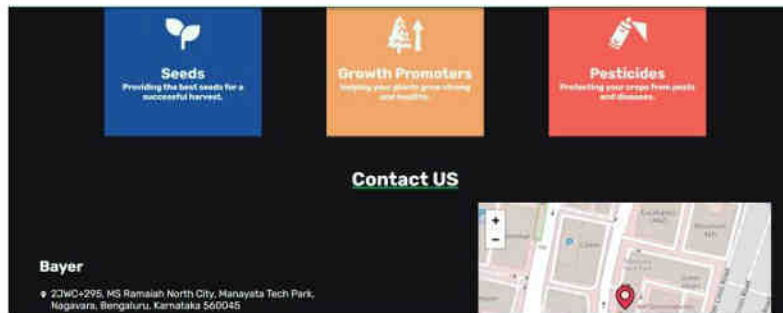 Seeds
Providing the best seeds for a
successful harvest.
Growth Promoters
Helping your plants grow strong
and healthy.
Pesticides
Protecting your crops from pests
and diseases.
Contact US
Bayer
2JWC+295, MS Ramaiah North City, Manayata Tech Park,
Nagavara, Bengaluru, Karnataka 560045
+
−